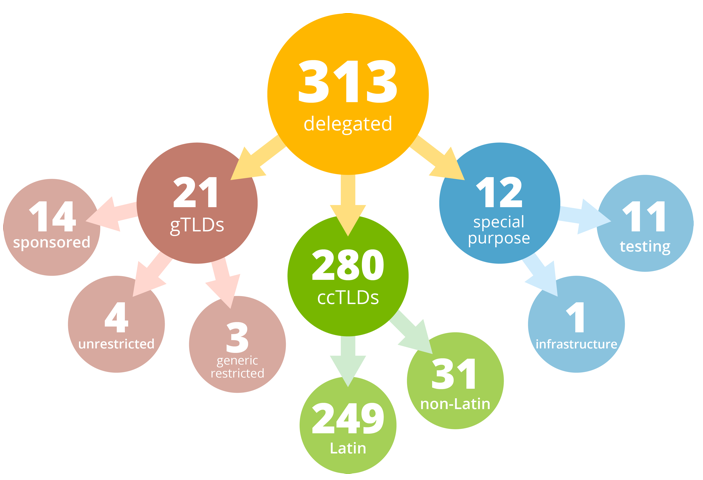 313
delegated
21
gTLDs
12
special
purpose
14
sponsored
11
testing
280
ccTLDs
4
unrestricted
3
generic
restricted
1
infrastructure
31
non-Latin
249
Latin